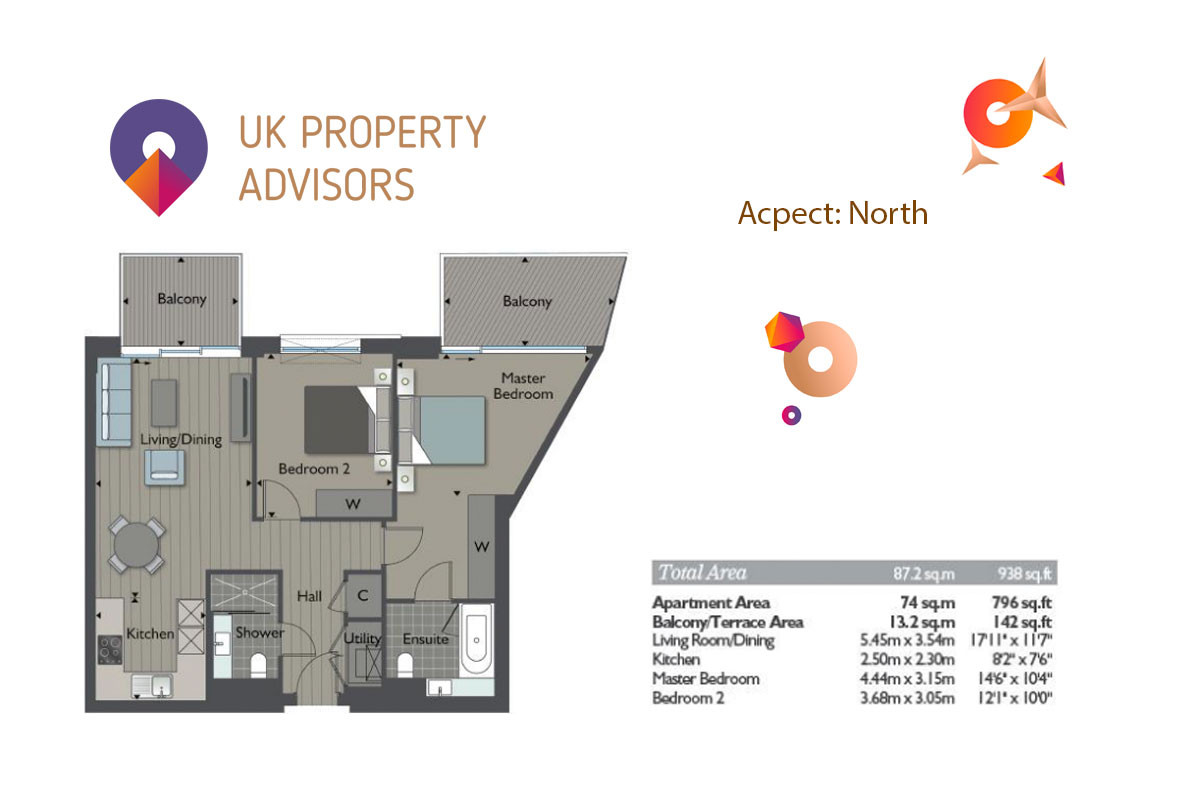 UK PROPERTY
ADVISORS
Acpect: North
Balcony
Balcony
Master
Bedroom
Living/Dining
Bedroom 2
W
W
Hall
C
Kitchen
Shower
Utility
Ensuite
Total Area 87.2 sq.m 938 sq.ft
Apartment Area 74 sq.m 796 sq.ft
Balcony/Terrace Area 13.2 sq.m 142 sq.ft
Living Room/Dining 5.45m x 3.54m 17'11" x 11'7"
Kitchen 2.50m x 2.30m 8'2" x 7'6"
Master Bedroom 4.44m x 3.15m 14'6" x 10'4"
Bedroom 2 3.68m x 3.05m 12'1" x 10'0"